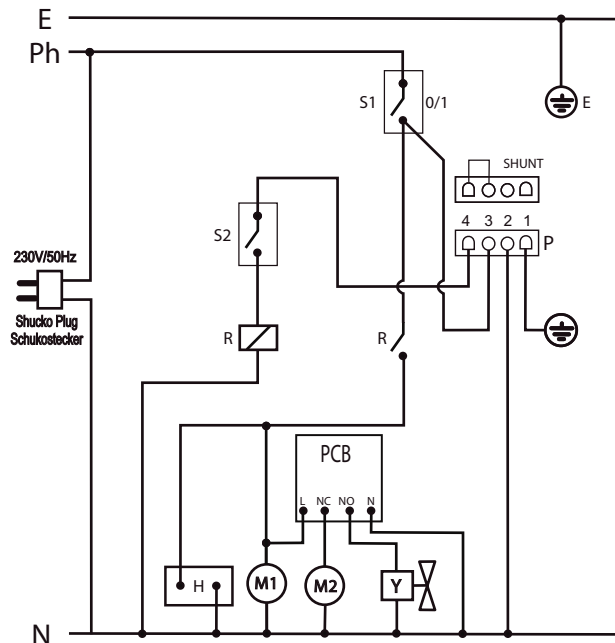 E
Ph
S1 0/1
E
SHUNT
4 3 2 1
P
S2
230V/50Hz
Shucko Plug
Schukostecker
R
R
PCB
L NC NO N
H
M1
M2
Y
N